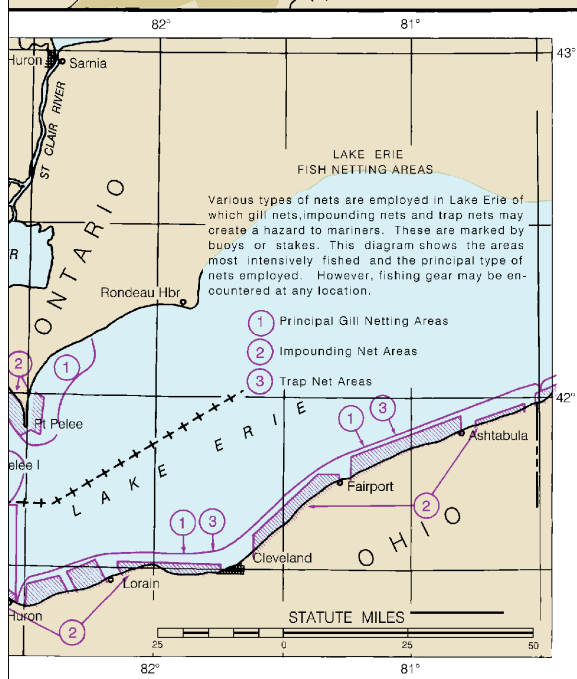 82°
81°
43°
Huron
Sarnia
ST CLAIR RIVER
ONTARIO
LAKE ERIE
FISH NETTING AREAS
Various types of nets are employed in Lake Erie of
which gill nets,impounding nets and trap nets may
create a hazard to mariners. These are marked by
buoys or stakes. This diagram shows the areas
most intensively fished and the principal type of
nets employed. However, fishing gear may be en-
countered at any location.
R
Rondeau Hbr
1 Principal Gill Netting Areas
2 Impounding Net Areas
3 Trap Net Areas
2
1
42°
Pt Pelee
1
3
Ashtabula
elee I
LAKE ERIE
Fairport
2
1
3
OHIO
Cleveland
Lorain
Huron
2
STATUTE MILES
25
0
25
50
82°
81°